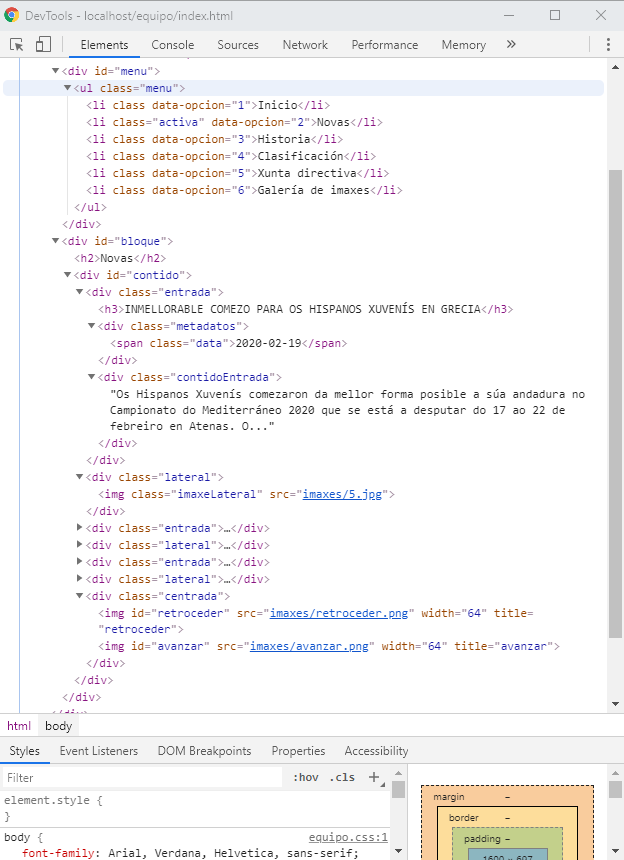 DevTools - localhost/equipo/index.html
Elements Console Sources Network Performance Memory »
▼<div id="menu">
▼<ul class="menu">
<li class data-opcion="1">Inicio</li>
<li class="activa" data-opcion="2">Novas</li>
<li class data-opcion="3">Historia</li>
<li class data-opcion="4">Clasificación</li>
<li class data-opcion="5">Xunta directiva</li>
<li class data-opcion="6">Galería de imaxes</li>
</ul>
</div>
▼<div id="bloque">
<h2>Novas</h2>
▼<div id="contido">
▼<div class="entrada">
<h3>INMELLORABLE COMEZO PARA OS HISPANOS XUVENÍS EN GRECIA</h3>
▼<div class="metadatos">
<span class="data">2020-02-19</span>
</div>
▼<div class="contidoEntrada">
"Os Hispanos Xuvenís comezaron da mellor forma posible a súa andadura no
Campionato do Mediterráneo 2020 que se está a desputar do 17 ao 22 de
febreiro en Atenas. O..."
</div>
</div>
▼<div class="lateral">
<img class="imaxeLateral" src="imaxes/5.jpg">
</div>
▶<div class="entrada">…</div>
▶<div class="lateral">…</div>
▶<div class="entrada">…</div>
▶<div class="lateral">…</div>
▼<div class="centrada">
<img id="retroceder" src="imaxes/retroceder.png" width="64" title=
"retroceder">
<img id="avanzar" src="imaxes/avanzar.png" width="64" title="avanzar">
</div>
</div>
</div>
</div>
html body
Styles Event Listeners DOM Breakpoints Properties Accessibility
Filter :hov .cls +
element.style {
}
body { equipo.css:1
font-family: Arial, Verdana, Helvetica, sans-serif;
margin –
border –
padding –
1600 × 607